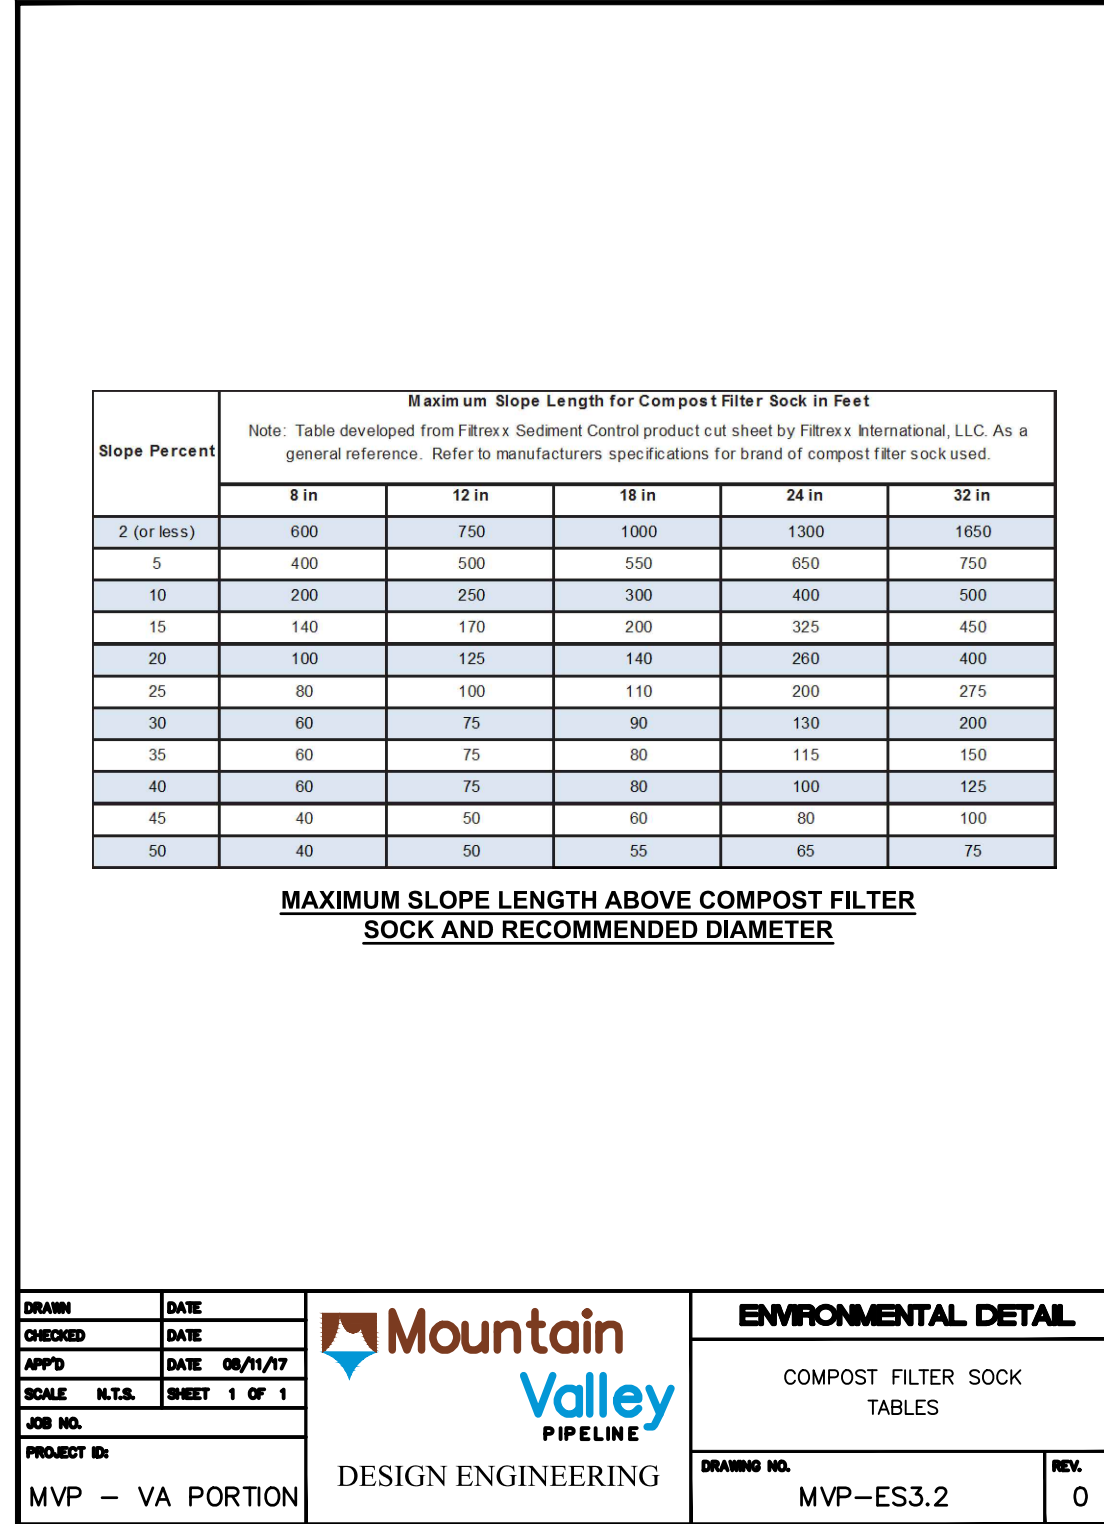 Maximum Slope Length for Compost Filter Sock in Feet
Note: Table developed from Filtrexx Sediment Control product cut sheet by Filtrexx International, LLC. As a
general reference. Refer to manufacturers specifications for brand of compost filter sock used.
Slope Percent
8 in 12 in 18 in 24 in 32 in
2 (or less) 600 750 1000 1300 1650
5 400 500 550 650 750
10 200 250 300 400 500
15 140 170 200 325 450
20 100 125 140 260 400
25 80 100 110 200 275
30 60 75 90 130 200
35 60 75 80 115 150
40 60 75 80 100 125
45 40 50 60 80 100
50 40 50 55 65 75
MAXIMUM SLOPE LENGTH ABOVE COMPOST FILTER
SOCK AND RECOMMENDED DIAMETER
DRAWN DATE
CHECKED DATE
APP'D DATE 08/11/17
SCALE N.T.S. SHEET 1 OF 1
JOB NO.
PROJECT ID:
MVP - VA PORTION
Mountain
Valley
PIPELINE
DESIGN ENGINEERING
ENVIRONMENTAL DETAIL
COMPOST FILTER SOCK
TABLES
DRAWING NO. REV.
MVP-ES3.2 0